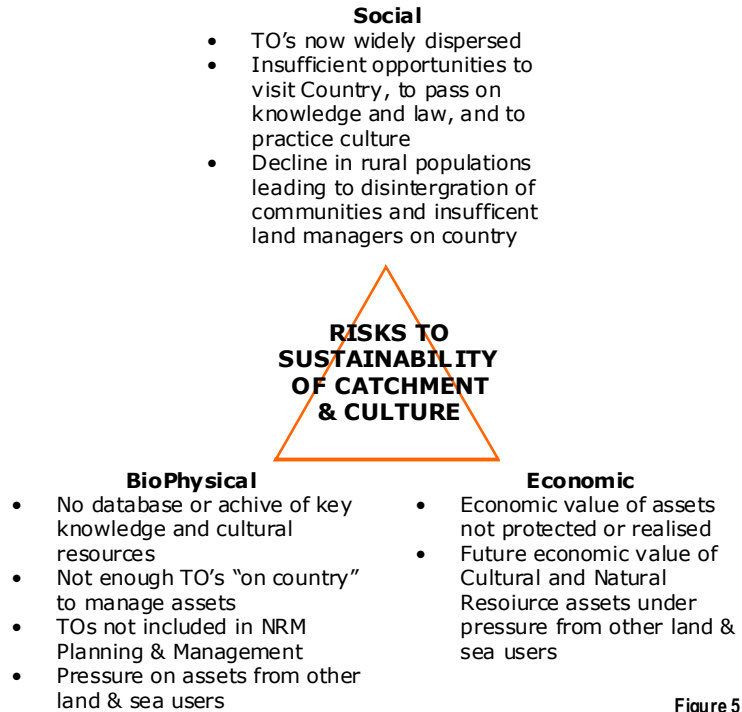 Social
• TO's now widely dispersed
• Insufficient opportunities to
visit Country, to pass on
knowledge and law, and to
practice culture
• Decline in rural populations
leading to disintergration of
communities and insufficent
land managers on country
RISKS TO
SUSTAINABILITY
OF CATCHMENT
& CULTURE
BioPhysical
• No database or achive of key
knowledge and cultural
resources
• Not enough TO's “on country”
to manage assets
• TOs not included in NRM
Planning & Management
• Pressure on assets from other
land & sea users
Economic
• Economic value of assets
not protected or realised
• Future economic value of
Cultural and Natural
Resoiurce assets under
pressure from other land &
sea users
Figure 5